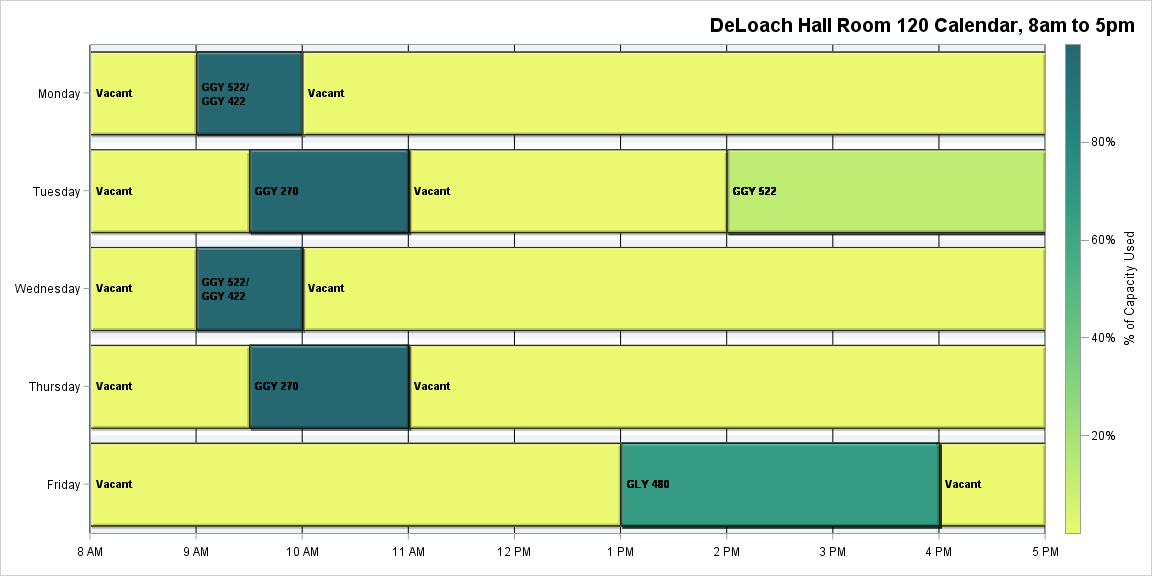 DeLoach Hall Room 120 Calendar, 8am to 5pm
Monday
Vacant
GGY 522/
GGY 422
Vacant
Tuesday
Vacant
GGY 270
Vacant
GGY 522
Wednesday
Vacant
GGY 522/
GGY 422
Vacant
Thursday
Vacant
GGY 270
Vacant
Friday
Vacant
GLY 480
Vacant
8 AM
9 AM
10 AM
11 AM
12 PM
1 PM
2 PM
3 PM
4 PM
5 PM
80%
60%
40%
20%
% of Capacity Used